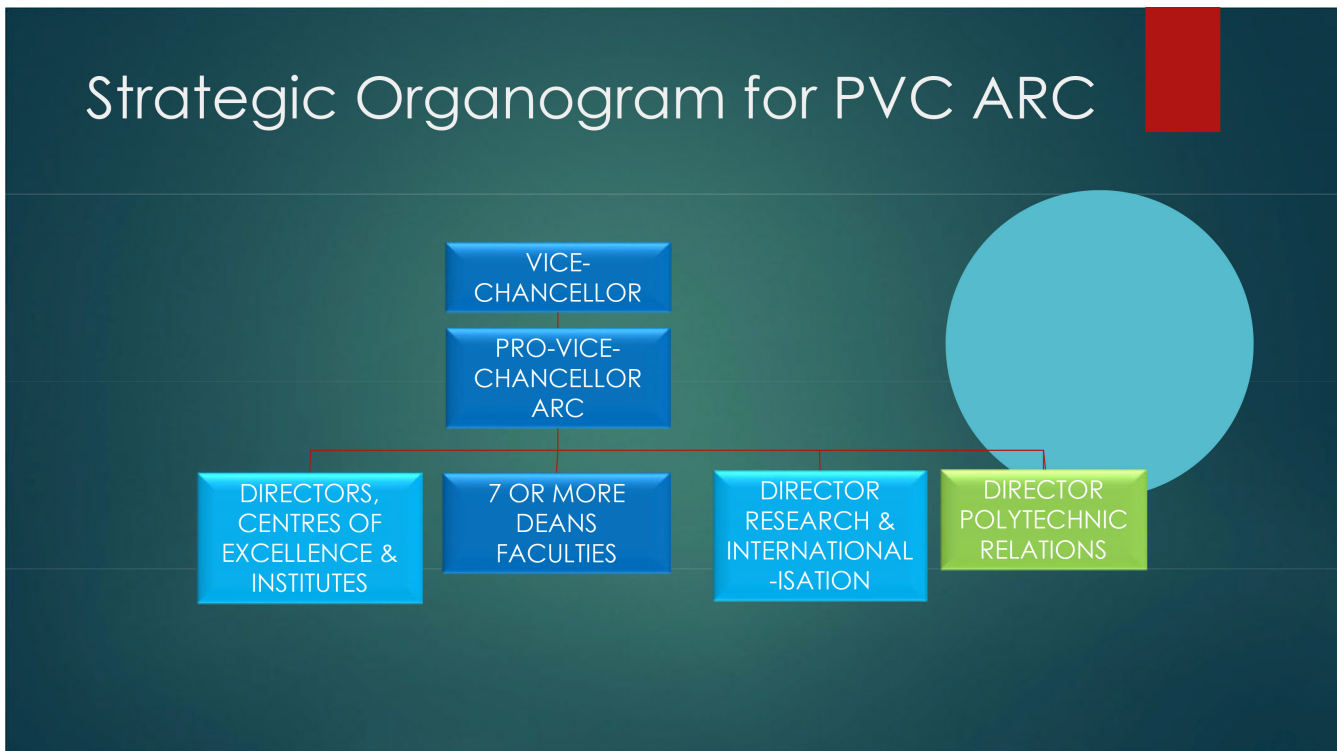 Strategic Organogram for PVC ARC
VICE-
CHANCELLOR
PRO-VICE-
CHANCELLOR
ARC
DIRECTORS,
CENTRES OF
EXCELLENCE &
INSTITUTES
7 OR MORE
DEANS
FACULTIES
DIRECTOR
RESEARCH &
INTERNATIONAL
-ISATION
DIRECTOR
POLYTECHNIC
RELATIONS